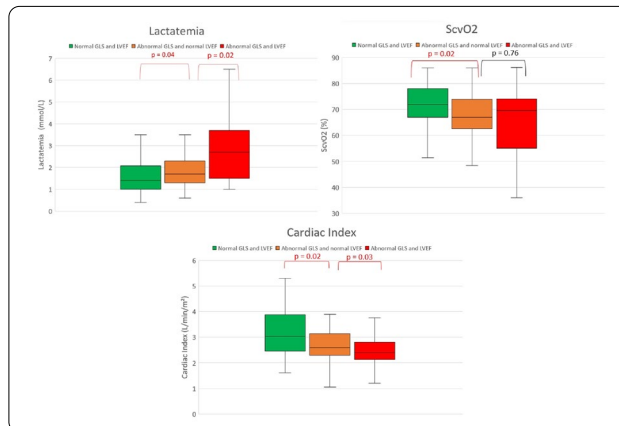 Lactatemia
Normal GLS and LVEF Abnormal GLS and normal LVEF Abnormal GLS and LVEF
p = 0.04 p = 0.02
Lactatemia (mmol/L)
7
6
5
4
3
2
1
0
ScvO2
Normal GLS and LVEF Abnormal GLS and normal LVEF Abnormal GLS and LVEF
p = 0.02 p = 0.76
ScvO2 (%)
90
80
70
60
50
40
30
Cardiac Index
Normal GLS and LVEF Abnormal GLS and normal LVEF Abnormal GLS and LVEF
p = 0.02 p = 0.03
Cardiac Index (L/min/m²)
6
5
4
3
2
1
0